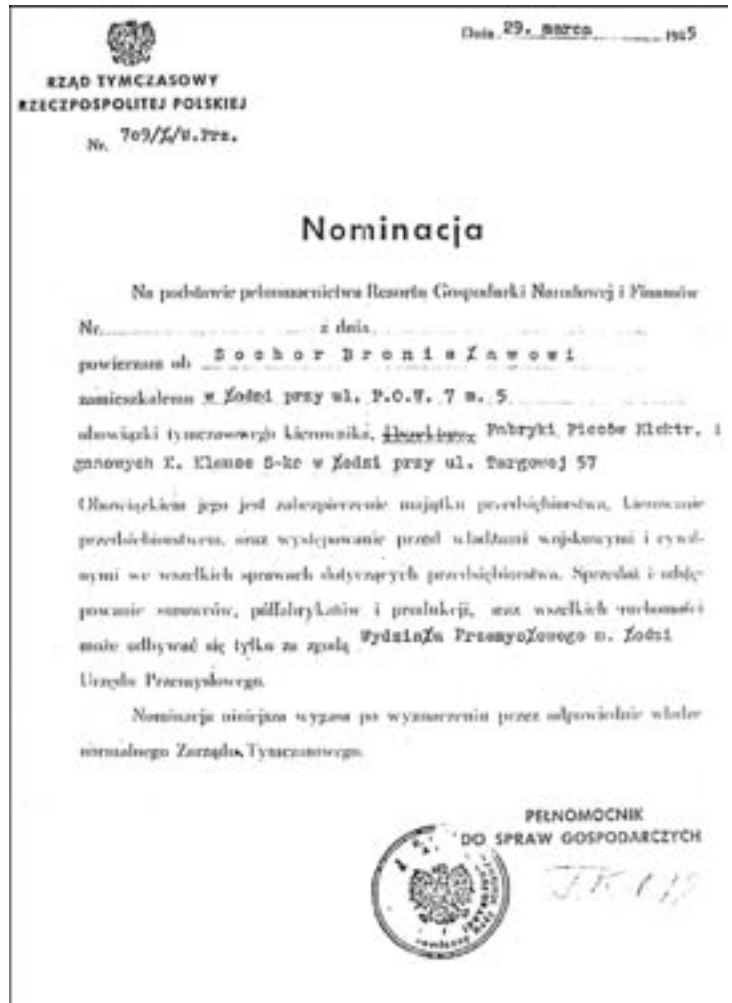 Dnia 29. marca 1945
RZĄD TYMCZASOWY
RZECZPOSPOLITEJ POLSKIEJ
Nr. 709/Ł/W.Prz.
Nominacja
Na podstawie pełnomocnictwa Resortu Gospodarki Narodowej i Finansów
Nr. z dnia
powierzam ob Sochor Bronisławowi
zamieszkałemu w Łodzi przy ul. P.O.W. 7 m. 5
obowiązki tymczasowego kierownika, Fabryki Pieców Elektr. i
gazowych K. S-ka w Łodzi przy ul. Targowej 57
Obowiązkiem jego jest zabezpieczenie majątku przedsiębiorstwa, kierowanie
przedsiębiorstwem, oraz występowanie przed władzami wojskowymi i cywil-
nymi we wszelkich sprawach dotyczących przedsiębiorstwa. Sprzedaż i odstę-
powanie surowców, półfabrykatów i produkcji, oraz wszelkich ruchomości
może odbywać się tylko za zgodą Wydziału Przemysłowego m. Łodzi
Urzędu Przemysłowego.
Nominacja niniejsza wygasa po wyznaczeniu przez odpowiednie władze
normalnego Zarządu Tymczasowego.
PEŁNOMOCNIK
DO SPRAW GOSPODARCZYCH